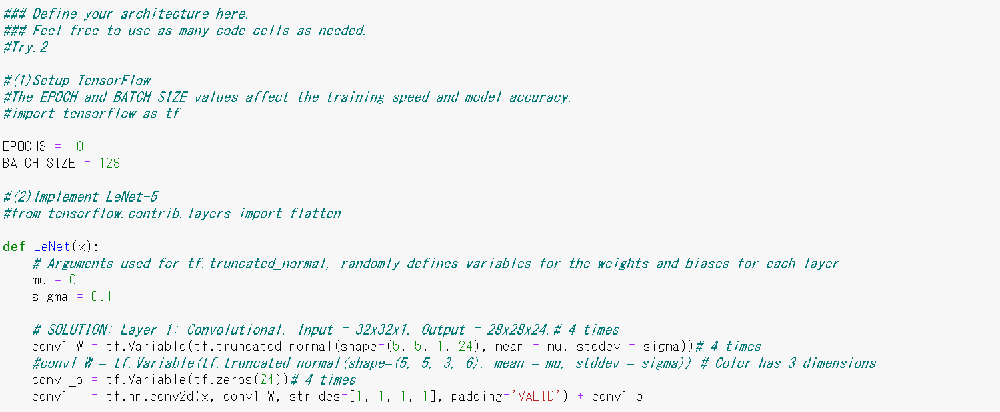 ### Define your architecture here.
### Feel free to use as many code cells as needed.
#Try.2
#(1)Setup TensorFlow
#The EPOCH and BATCH_SIZE values affect the training speed and model accuracy.
#import tensorflow as tf
EPOCHS = 10
BATCH_SIZE = 128
#(2)Implement LeNet-5
#from tensorflow.contrib.layers import flatten
def LeNet(x):
    # Arguments used for tf.truncated_normal, randomly defines variables for the weights and biases for each layer
    mu = 0
    sigma = 0.1
    # SOLUTION: Layer 1: Convolutional. Input = 32x32x1. Output = 28x28x24.# 4 times
    conv1_W = tf.Variable(tf.truncated_normal(shape=(5, 5, 1, 24), mean = mu, stddev = sigma))# 4 times
    #conv1_W = tf.Variable(tf.truncated_normal(shape=(5, 5, 3, 6), mean = mu, stddev = sigma)) # Color has 3 dimensions
    conv1_b = tf.Variable(tf.zeros(24))# 4 times
    conv1   = tf.nn.conv2d(x, conv1_W, strides=[1, 1, 1, 1], padding='VALID') + conv1_b